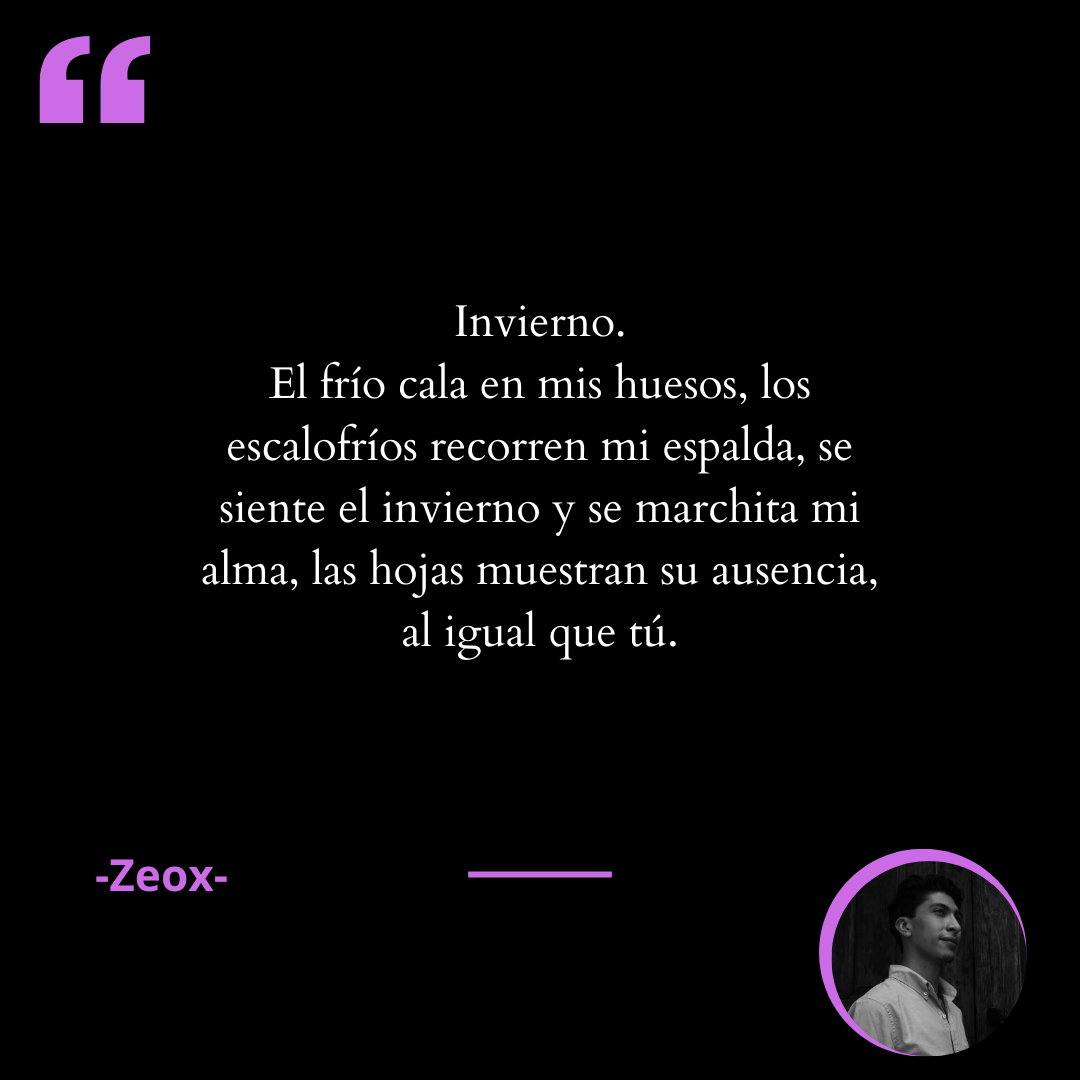 Invierno.
El frío cala en mis huesos, los
escalofríos recorren mi espalda, se
siente el invierno y se marchita mi
alma, las hojas muestran su ausencia,
al igual que tú.
-Zeox-